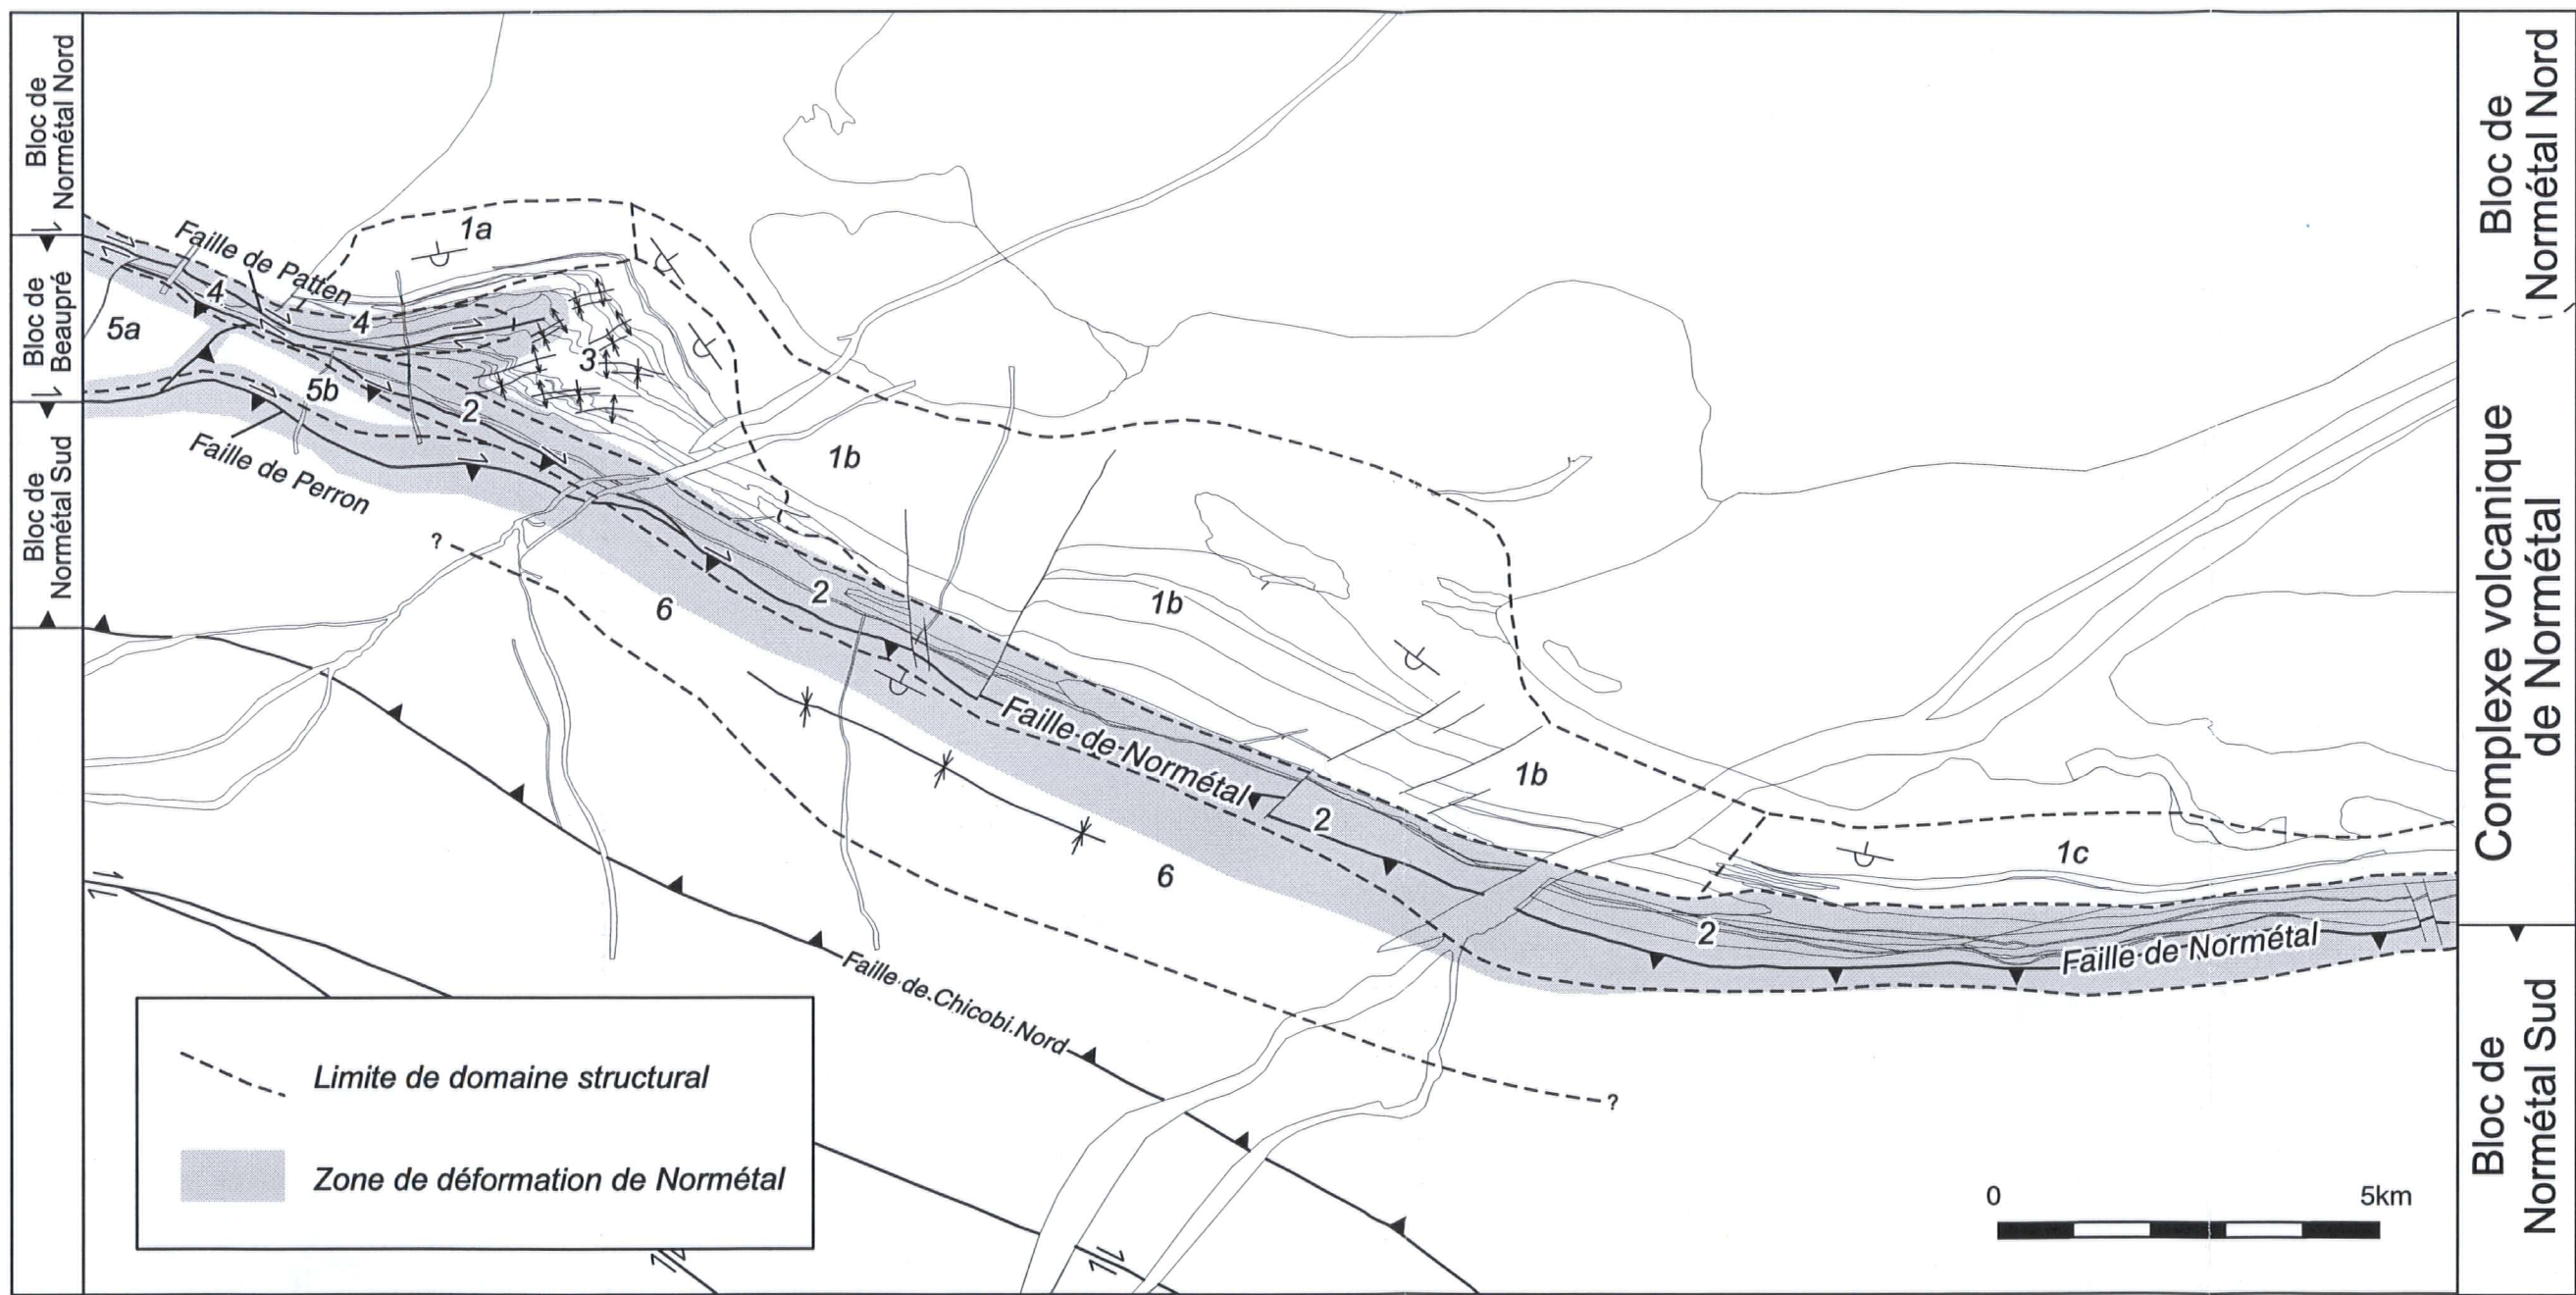 Bloc de
Normétal Nord
Bloc de
Beaupré
Bloc de
Normétal Sud
Faille de Patten
1a
4
4
5a
3
5b
2
Faille de Perron
1b
?
6
2
1b
Faille de Normétal
1b
2
6
1c
2
Faille de Normétal
Faille de Chicobi Nord
?
Limite de domaine structural
Zone de déformation de Normétal
0 5km
Bloc de
Normétal Nord
Complexe volcanique
de Normétal
Bloc de
Normétal Sud